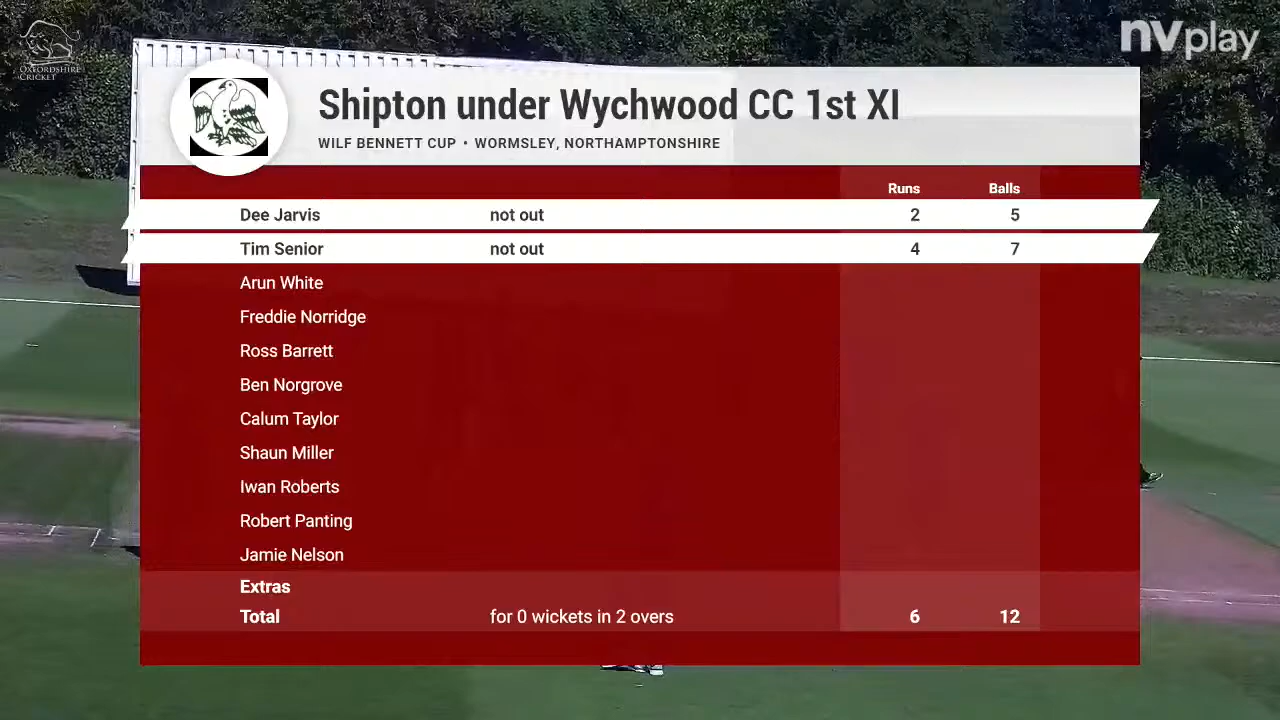 OXFORDSHIRE
CRICKET
nvplay
Shipton under Wychwood CC 1st XI
WILF BENNETT CUP • WORMSLEY, NORTHAMPTONSHIRE
Runs Balls
Dee Jarvis not out 2 5
Tim Senior not out 4 7
Arun White
Freddie Norridge
Ross Barrett
Ben Norgrove
Calum Taylor
Shaun Miller
Iwan Roberts
Robert Panting
Jamie Nelson
Extras
Total for 0 wickets in 2 overs 6 12